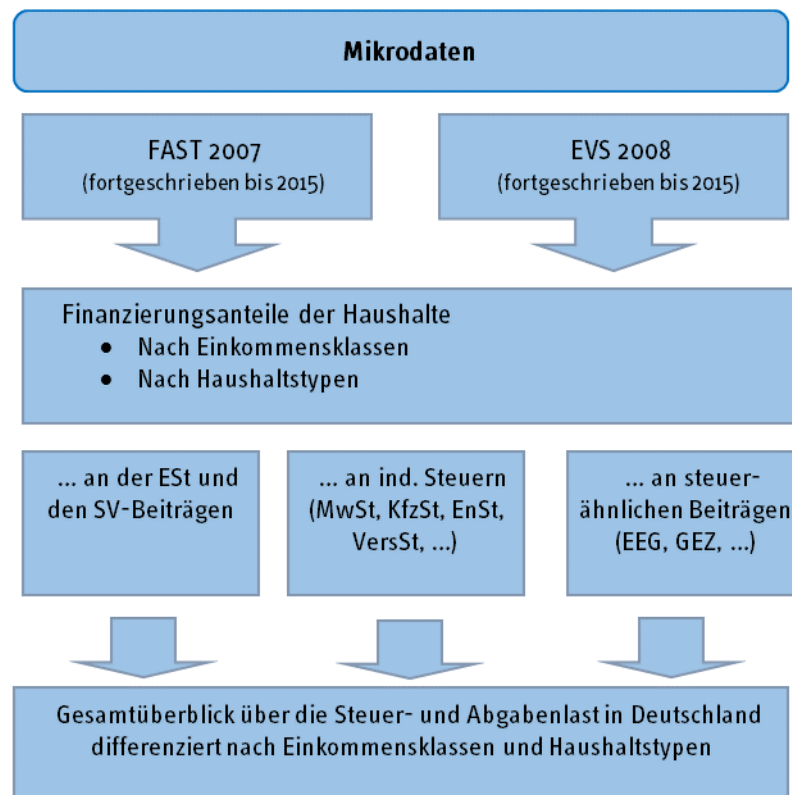 Mikrodaten
FAST 2007
(fortgeschrieben bis 2015)
EVS 2008
(fortgeschrieben bis 2015)
Finanzierungsanteile der Haushalte
• Nach Einkommensklassen
• Nach Haushaltstypen
... an der ESt und
den SV-Beiträgen
... an ind. Steuern
(MwSt, KfzSt, EnSt,
VersSt, ...)
... an steuer-
ähnlichen Beiträgen
(EEG, GEZ, ...)
Gesamtüberblick über die Steuer- und Abgabenlast in Deutschland
differenziert nach Einkommensklassen und Haushaltstypen